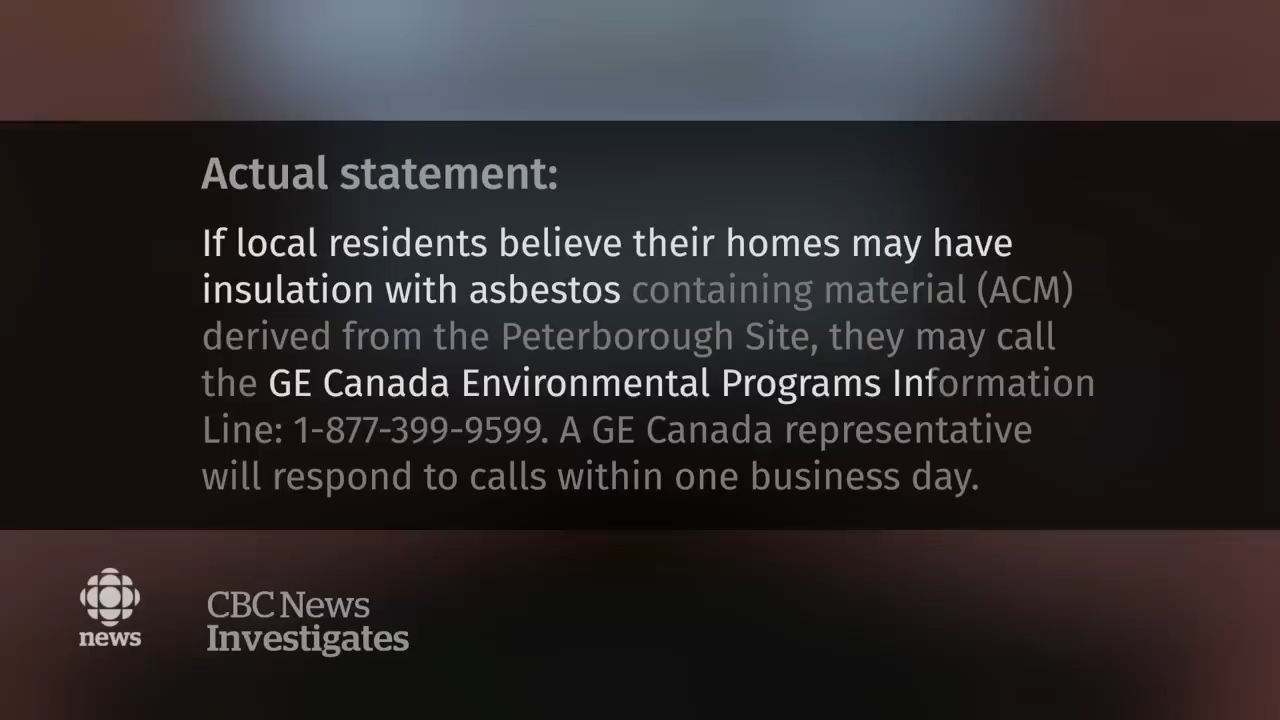 Actual statement:
If local residents believe their homes may have
insulation with asbestos containing material (ACM)
derived from the Peterborough Site, they may call
the GE Canada Environmental Programs Information
Line: 1-877-399-9599. A GE Canada representative
will respond to calls within one business day.
news
CBC News
Investigates